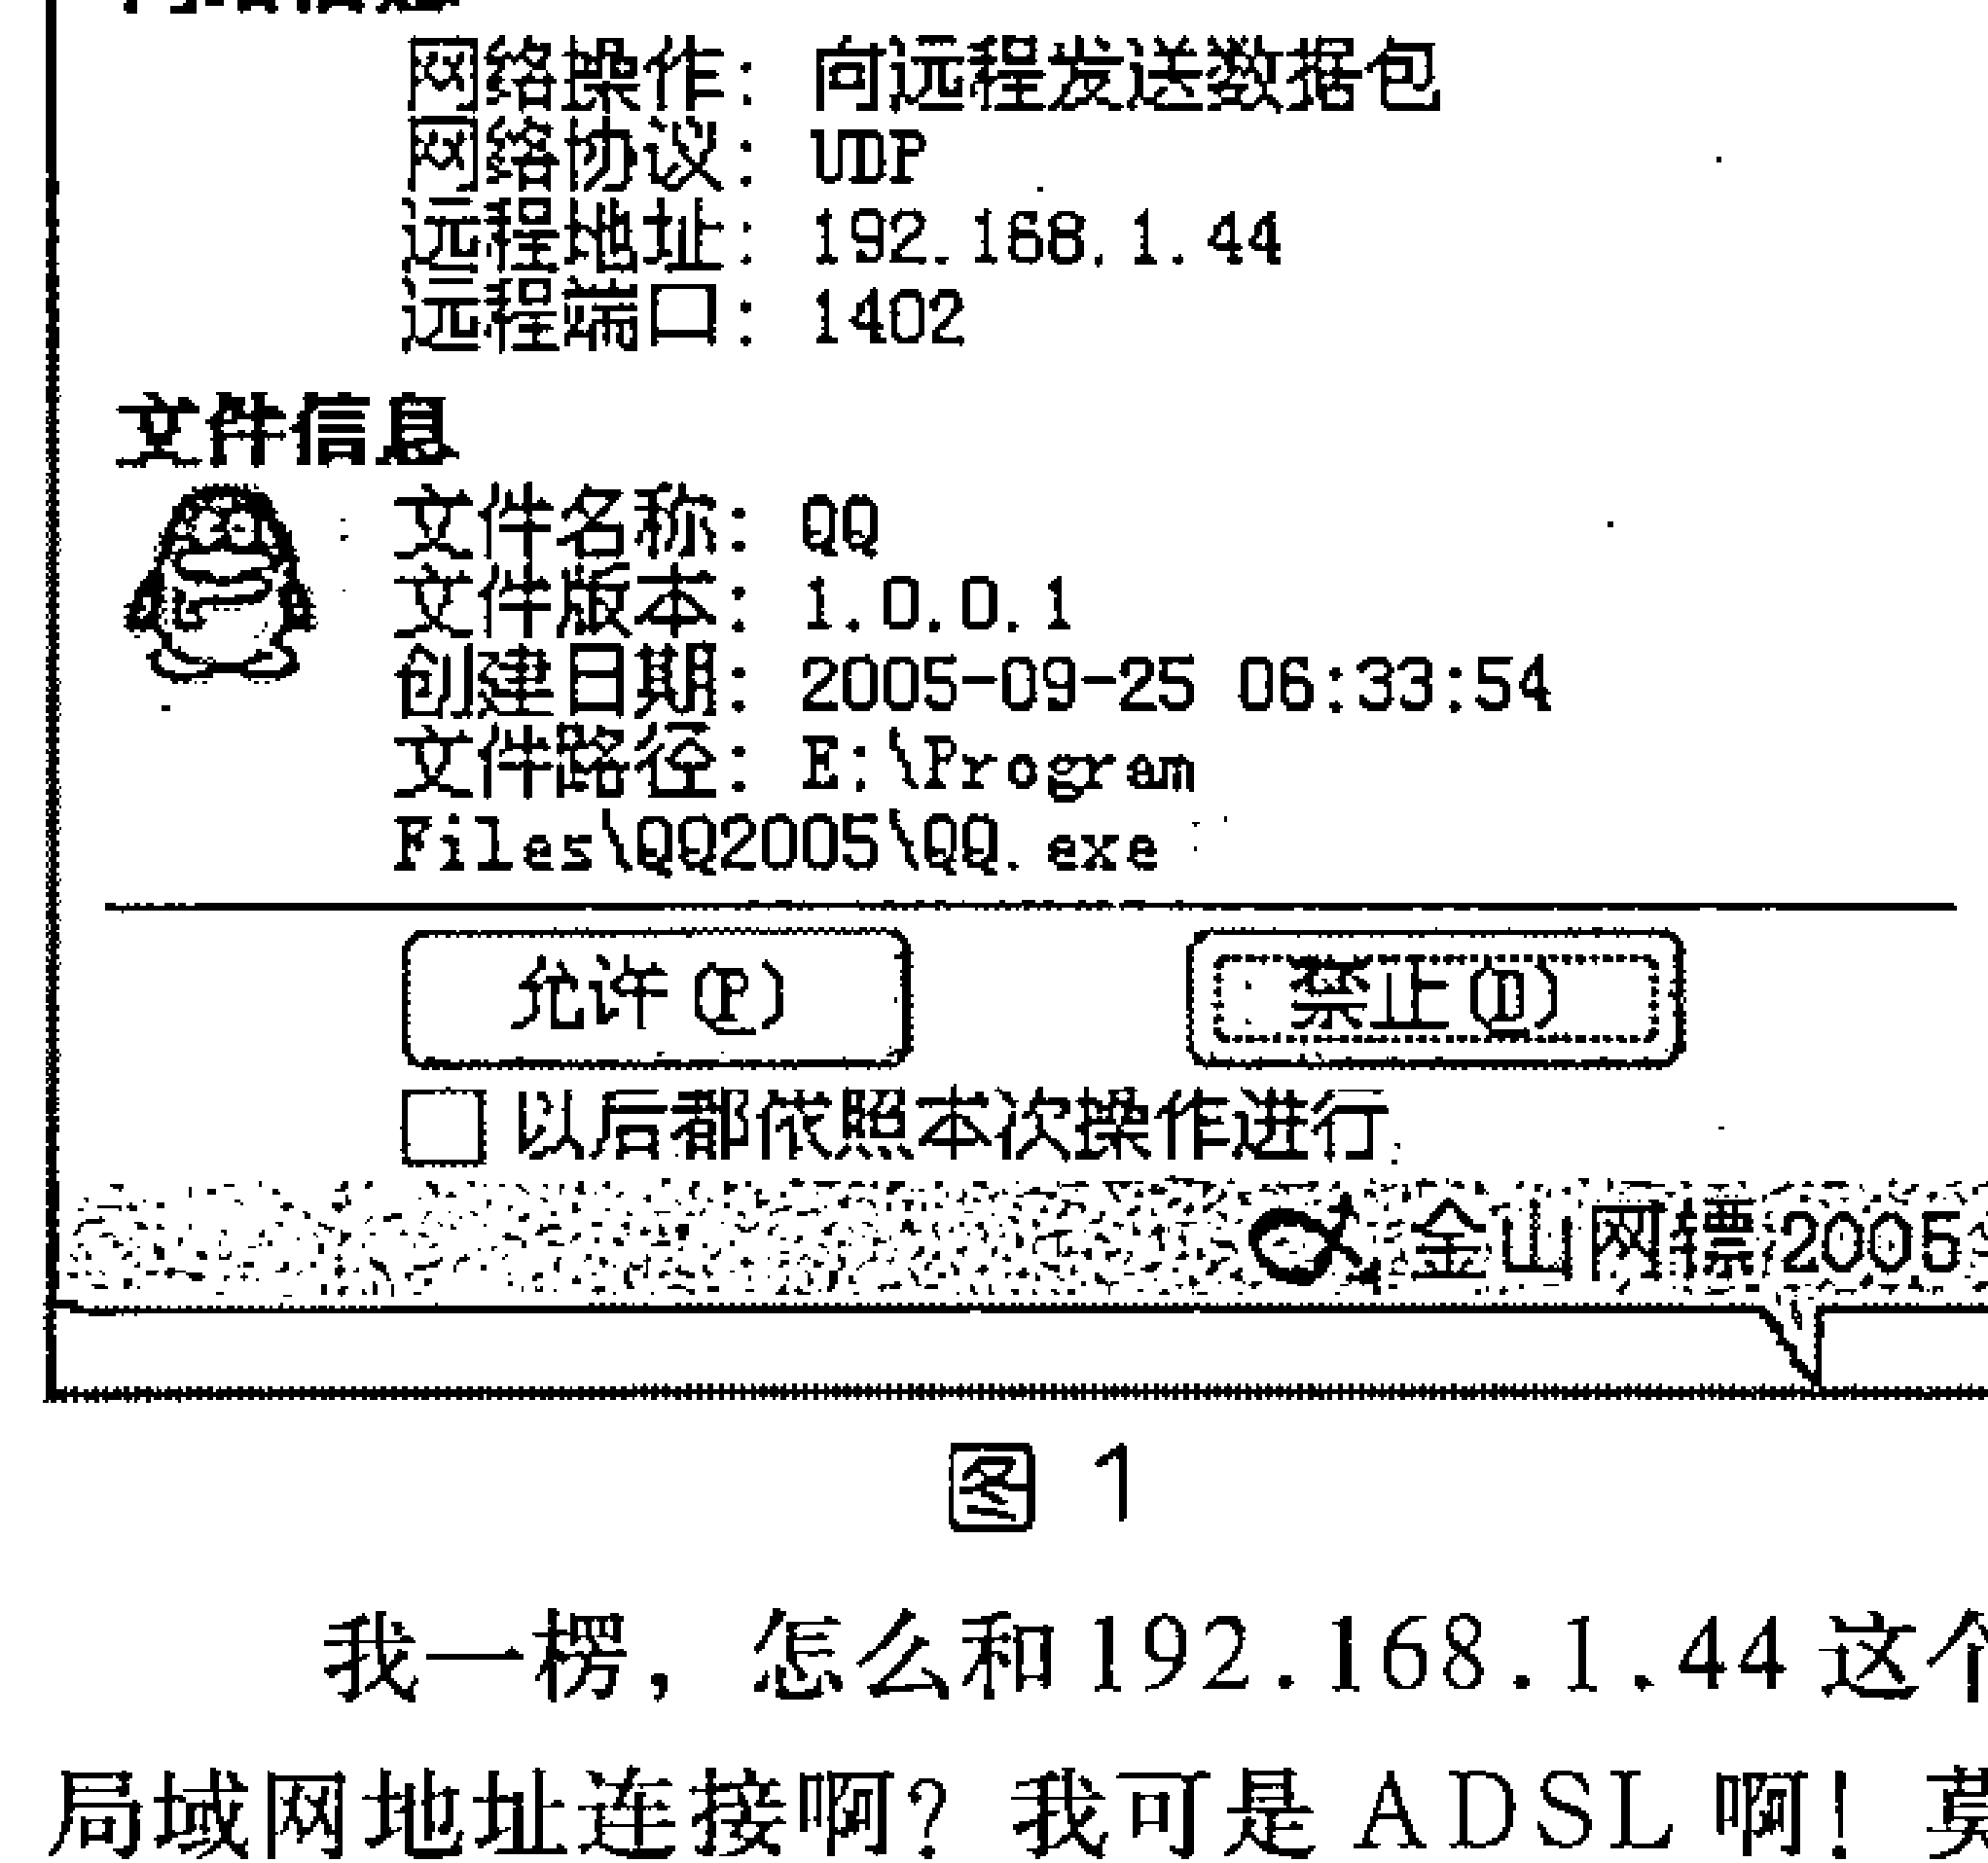 网络操作: 向远程发送数据包
网络协议: UDP
远程地址: 192.168.1.44
远程端口: 1402
文件信息
文件名称: QQ
文件版本: 1.0.0.1
创建日期: 2005-09-25 06:33:54
文件路径: E:\Program
Files\QQ2005\QQ.exe
允许(P) 禁止(D)
以后都依照本次操作进行
金山网镖2005
图 1
我一楞，怎么和192.168.1.44这个
局域网地址连接啊？我可是ADSL啊！莫